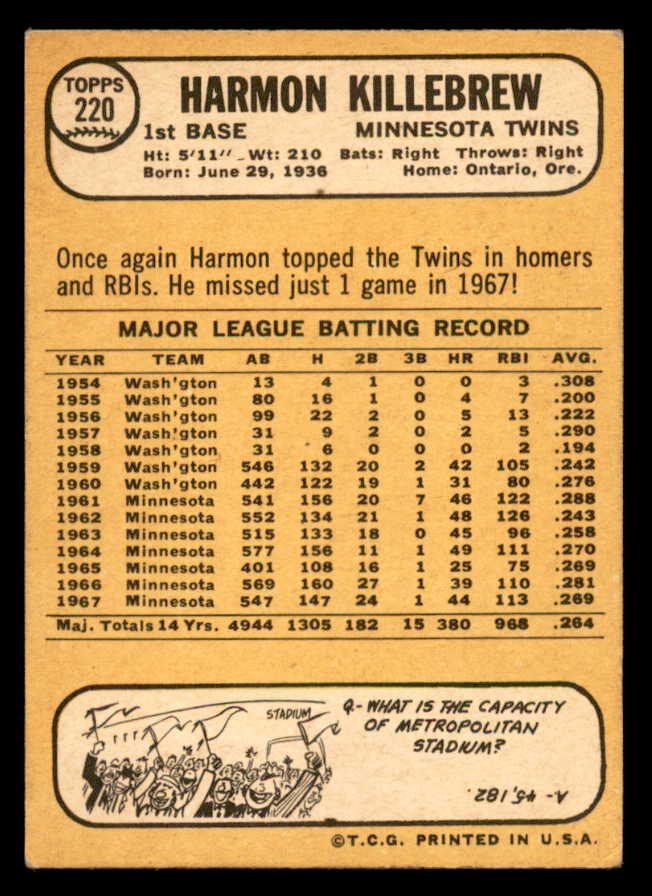 TOPPS
220
HARMON KILLEBREW
1st BASE MINNESOTA TWINS
Ht: 5'11" - Wt: 210 Bats: Right Throws: Right
Born: June 29, 1936 Home: Ontario, Ore.
Once again Harmon topped the Twins in homers
and RBIs. He missed just 1 game in 1967!
MAJOR LEAGUE BATTING RECORD
YEAR TEAM AB H 2B 3B HR RBI AVG.
1954 Wash'gton 13 4 1 0 0 3 .308
1955 Wash'gton 80 16 1 0 4 7 .200
1956 Wash'gton 99 22 2 0 5 13 .222
1957 Wash'gton 31 9 2 0 2 5 .290
1958 Wash'gton 31 6 0 0 0 2 .194
1959 Wash'gton 546 132 20 2 42 105 .242
1960 Wash'gton 442 122 19 1 31 80 .276
1961 Minnesota 541 156 20 7 46 122 .288
1962 Minnesota 552 134 21 1 48 126 .243
1963 Minnesota 515 133 18 0 45 96 .258
1964 Minnesota 577 156 11 1 49 111 .270
1965 Minnesota 401 108 16 1 25 75 .269
1966 Minnesota 569 160 27 1 39 110 .281
1967 Minnesota 547 147 24 1 44 113 .269
Maj. Totals 14 Yrs. 4944 1305 182 15 380 968 .264
STADIUM
Q- WHAT IS THE CAPACITY
OF METROPOLITAN
STADIUM?
A- 45,182.
©T.C.G. PRINTED IN U.S.A.